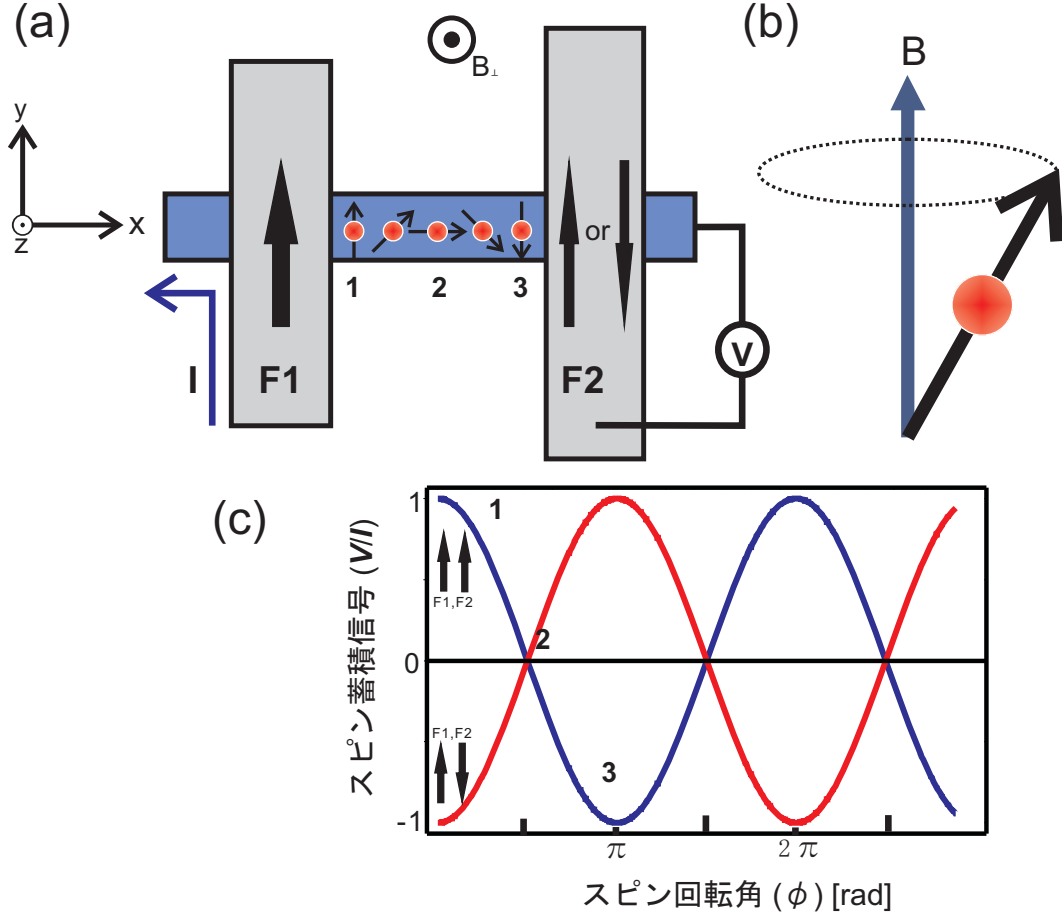 (a)
B⊥
y
x
z
or
1 2 3
I
F1
F2
V
(b)
B
(c)
スピン蓄積信号 (V/I)
1
0
-1
1
F1,F2
2
F1,F2
3
π 2π
スピン回転角 (ϕ) [rad]